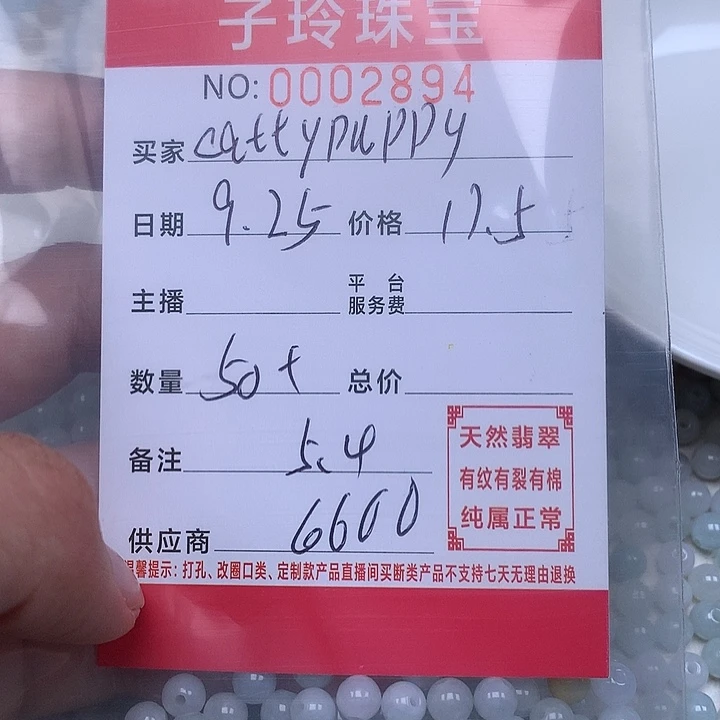 子玲珠宝
NO: 0002894
买家 cattypuppy
日期 9.25 价格 17.5
主播 平台服务费
数量 50+ 总价
备注 5.4
供应商 6600
天然翡翠
有纹有裂有棉
纯属正常
温馨提示: 打孔、改圈口类、定制款产品直播间买断类产品不支持七天无理由退换